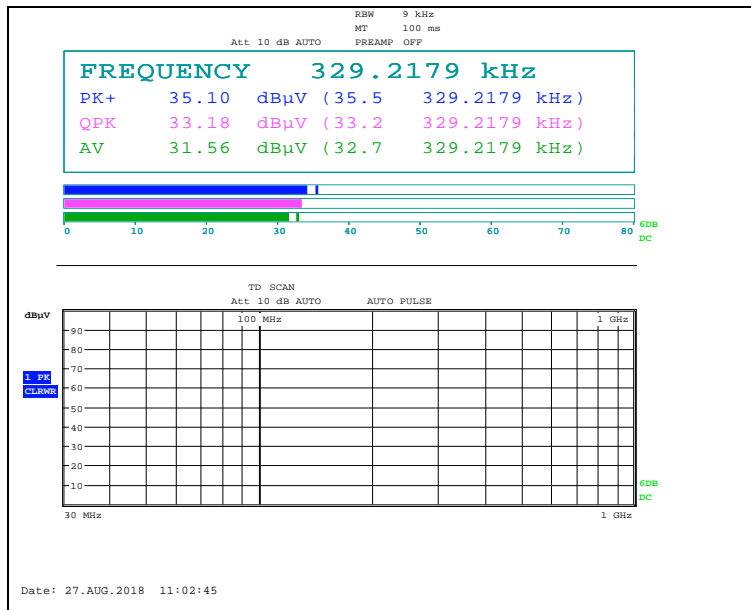 RBW 9 kHz
MT 100 ms
Att 10 dB AUTO PREAMP OFF
FREQUENCY 329.2179 kHz
PK+ 35.10 dBµV (35.5 329.2179 kHz)
QPK 33.18 dBµV (33.2 329.2179 kHz)
AV 31.56 dBµV (32.7 329.2179 kHz)
0 10 20 30 40 50 60 70 80
6DB
DC
TD SCAN
Att 10 dB AUTO AUTO PULSE
dBµV
100 MHz 1 GHz
90
80
70
1 PK
60
CLRWR
50
40
30
20
10
6DB
DC
30 MHz 1 GHz
Date: 27.AUG.2018 11:02:45